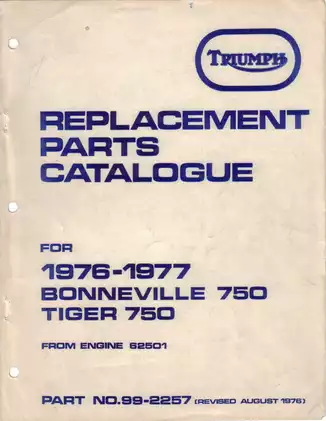 TRIUMPH
REPLACEMENT
PARTS
CATALOGUE
FOR
1976-1977
BONNEVILLE 750
TIGER 750
FROM ENGINE 62501
PART NO.99-2257 (REVISED AUGUST 1976)